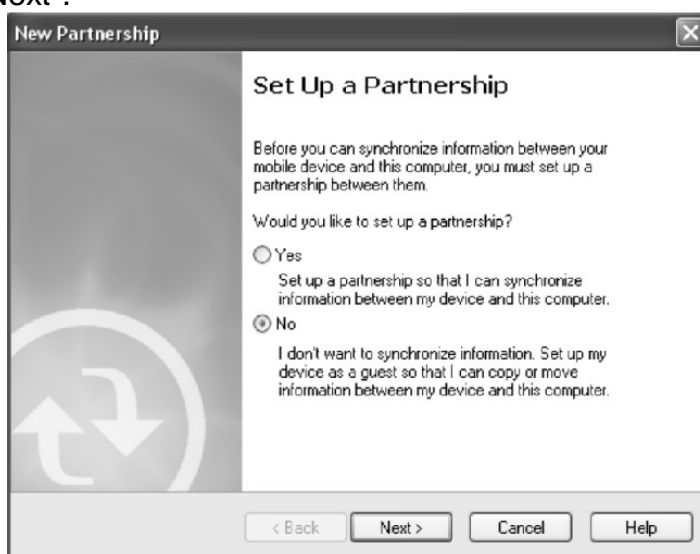 Next".
New Partnership
Set Up a Partnership
Before you can synchronize information between your
mobile device and this computer, you must set up a
partnership between them.
Would you like to set up a partnership?
Yes
Set up a partnership so that I can synchronize
information between my device and this computer.
No
I don't want to synchronize information. Set up my
device as a guest so that I can copy or move
information between my device and this computer.
< Back
Next >
Cancel
Help